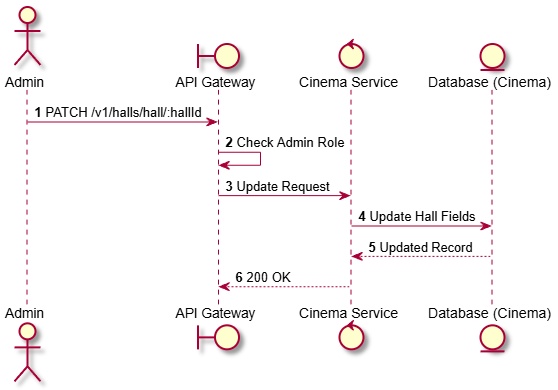 Admin API Gateway Cinema Service Database (Cinema)
1 PATCH /v1/halls/hall/:hallId
2 Check Admin Role
3 Update Request
4 Update Hall Fields
5 Updated Record
6 200 OK
Admin API Gateway Cinema Service Database (Cinema)